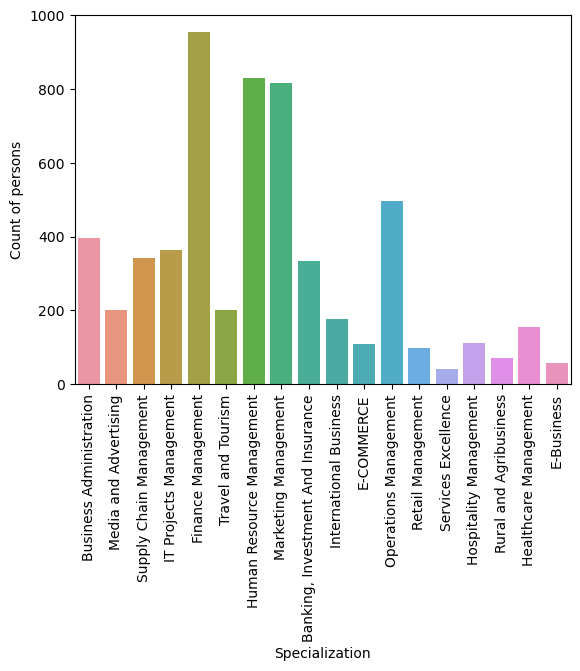 1000
800
600
400
200
0
Count of persons
Business Administration
Media and Advertising
Supply Chain Management
IT Projects Management
Finance Management
Travel and Tourism
Human Resource Management
Marketing Management
Banking, Investment And Insurance
International Business
E-COMMERCE
Operations Management
Retail Management
Services Excellence
Hospitality Management
Rural and Agribusiness
Healthcare Management
E-Business
Specialization